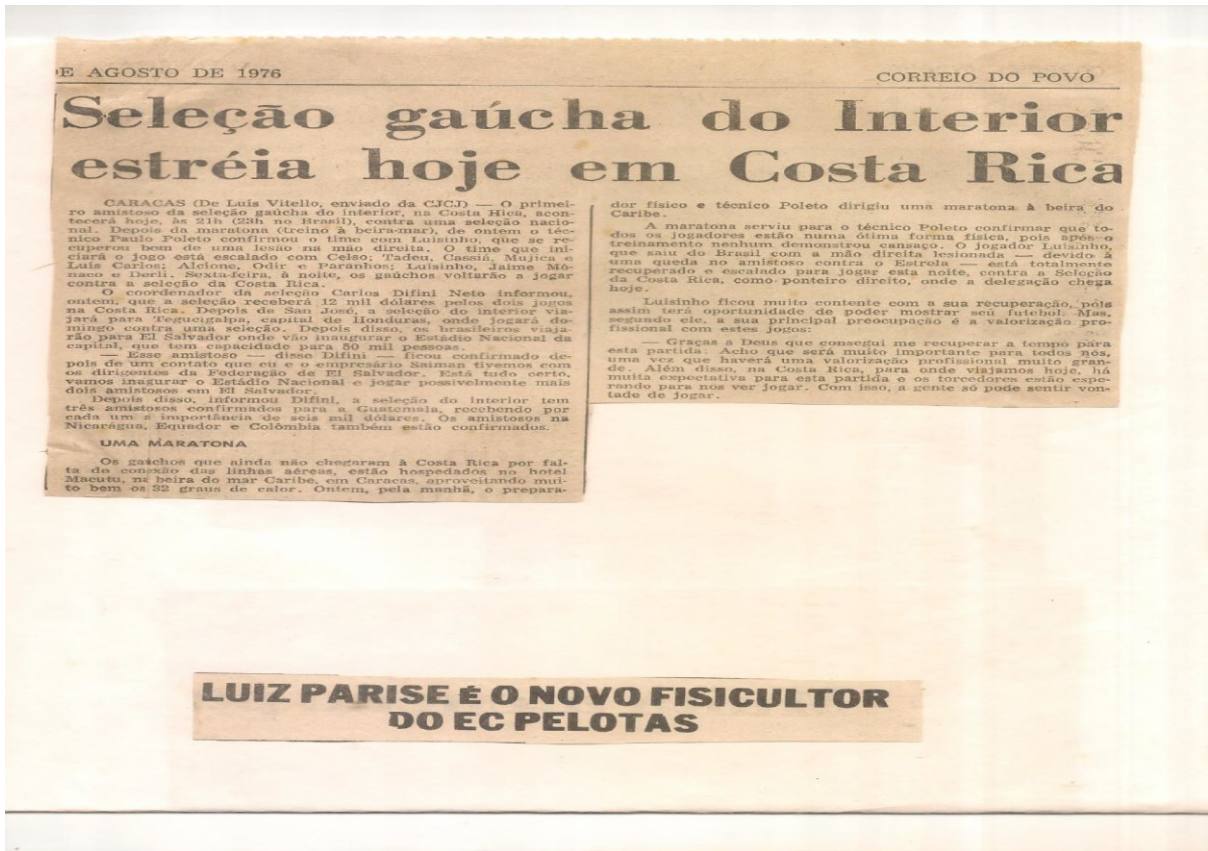 DE AGOSTO DE 1976
CORREIO DO POVO
Seleção gaúcha do Interior
estréia hoje em Costa Rica
CARACAS (De Luís Vitello, enviado da CJCJ) — O primei-
ro amistoso da seleção gaúcha do interior, na Costa Rica, acon-
tecerá hoje, às 21h (23h no Brasil), contra uma seleção nacio-
nal. Depois da maratona (treino à beira-mar), de ontem o téc-
nico Paulo Poleto confirmou o time com Luisinho, que se re-
cuperou bem de uma lesão na mão direita. O time que ini-
ciará o jogo está escalado com Celso; Tadeu, Cassiá, Mujica e
Luís Carlos; Alcione, Odir e Paranhos; Luisinho, Jaime Mô-
naco e Derli. Sexta-feira, à noite, os gaúchos voltarão a jogar
contra a seleção da Costa Rica.
O coordenador da seleção Carlos Difini Neto informou,
ontem, que a seleção receberá 12 mil dólares pelos dois jogos
na Costa Rica. Depois de San José, a seleção do interior via-
jará para Tegucigalpa, capital de Honduras, onde jogará do-
mingo contra uma seleção. Depois disso, os brasileiros viaja-
rão para El Salvador onde vão inaugurar o Estádio Nacional da
capital, que tem capacidade para 50 mil pessoas.
— Esse amistoso — disse Difini — ficou confirmado de-
pois de um contato que eu e o empresário Saiman tivemos com
os dirigentes da Federação de El Salvador. Está tudo certo,
vamos inagurar o Estádio Nacional e jogar possivelmente mais
dois amistosos em El Salvador.
Depois disso, informou Difini, a seleção do interior tem
três amistosos confirmados para a Guatemala, recebendo por
cada um a importância de seis mil dólares. Os amistosos na
Nicarágua, Equador e Colômbia também estão confirmados.
UMA MARATONA
Os gaúchos que ainda não chegaram à Costa Rica por fal-
ta de conexão das linhas aéreas, estão hospedados no hotel
Macutu, na beira do mar Caribe, em Caracas, aproveitando mui-
to bem os 32 graus de calor. Ontem, pela manhã, o prepara-
dor físico e técnico Poleto dirigiu uma maratona à beira do
Caribe.
A maratona serviu para o técnico Poleto confirmar que to-
dos os jogadores estão numa ótima forma física, pois após o
treinamento nenhum demonstrou cansaço. O jogador Luisinho,
que saiu do Brasil com a mão direita lesionada — devido à
uma queda no amistoso contra o Estrela — está totalmente
recuperado e escalado para jogar esta noite, contra a Seleção
da Costa Rica, como ponteiro direito, onde a delegação chega
hoje.
Luisinho ficou muito contente com a sua recuperação, pois
assim terá oportunidade de poder mostrar seu futebol. Mas,
segundo ele, a sua principal preocupação é a valorização pro-
fissional com estes jogos:
— Graças a Deus que consegui me recuperar a tempo para
esta partida. Acho que será muito importante para todos nós,
uma vez que haverá uma valorização profissional muito gran-
de. Além disso, na Costa Rica, para onde viajamos hoje, há
muita expectativa para esta partida e os torcedores estão espe-
rando para nos ver jogar. Com isso, a gente só pode sentir von-
tade de jogar.
LUIZ PARISE É O NOVO FISICULTOR
DO EC PELOTAS